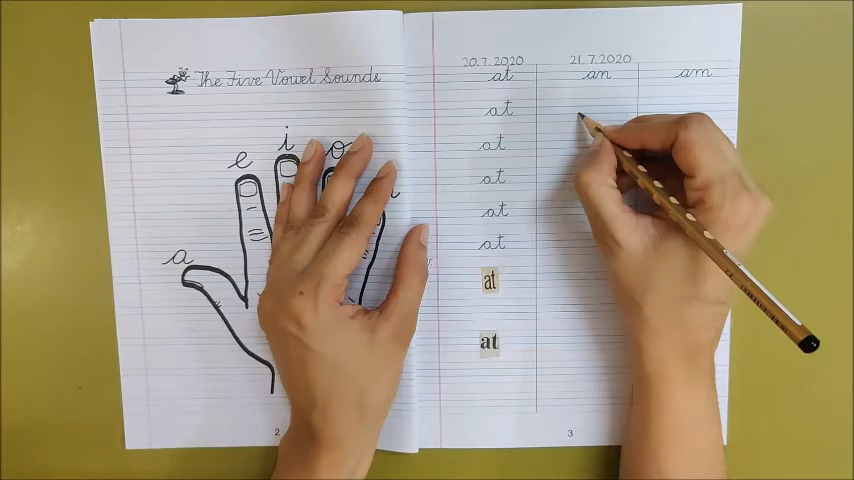 The Five Vowel Sounds
a
e
i
o
2
20.7.2020 21.7.2020
at an am
at
at
at
at
at
at
at
3